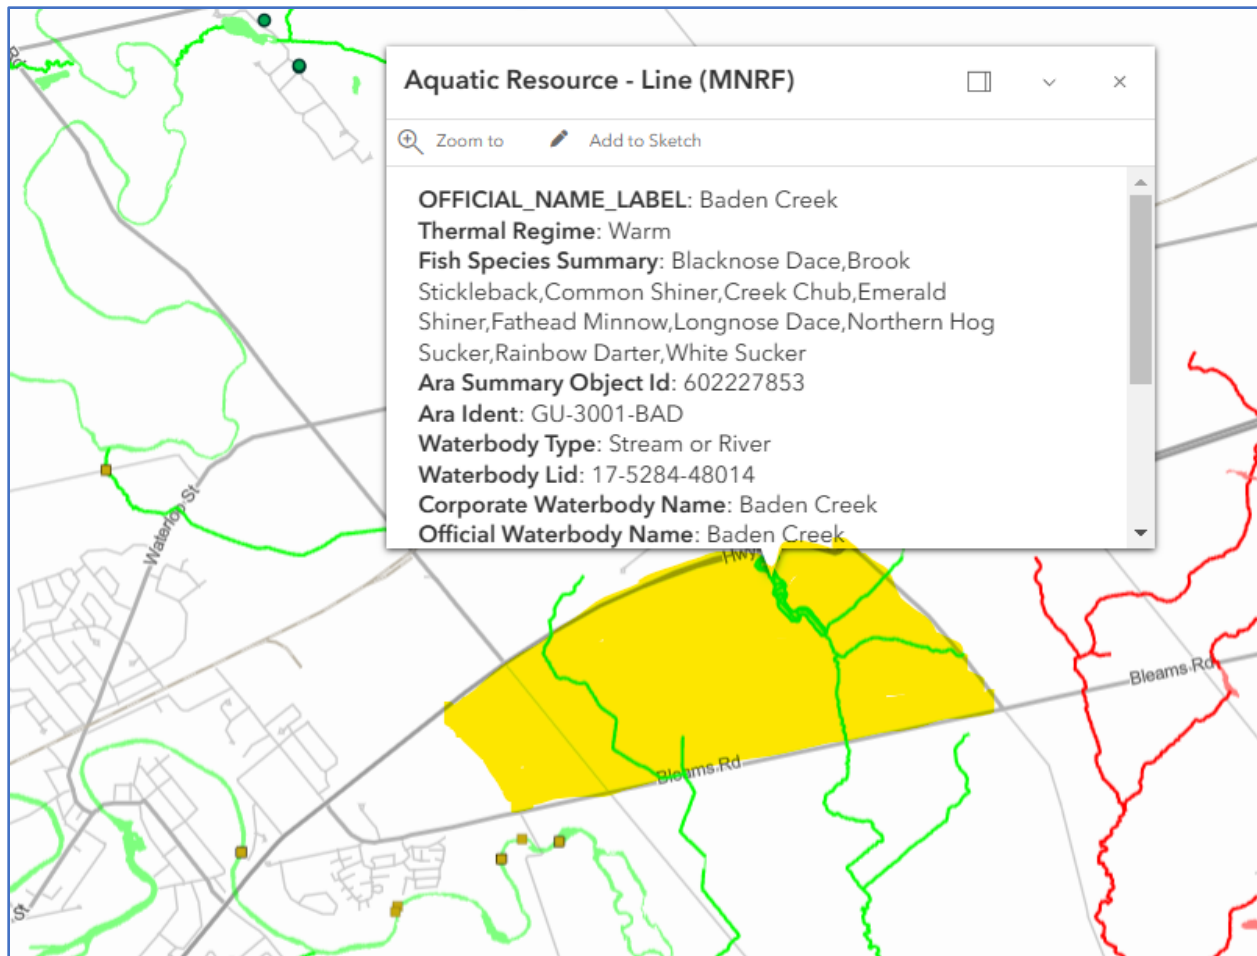 Rd
Aquatic Resource - Line (MNRF)
Zoom to
Add to Sketch
OFFICIAL_NAME_LABEL: Baden Creek
Thermal Regime: Warm
Fish Species Summary: Blacknose Dace,Brook
Stickleback,Common Shiner,Creek Chub,Emerald
Shiner,Fathead Minnow,Longnose Dace,Northern Hog
Sucker,Rainbow Darter,White Sucker
Ara Summary Object Id: 602227853
Ara Ident: GU-3001-BAD
Waterbody Type: Stream or River
Waterbody Lid: 17-5284-48014
Corporate Waterbody Name: Baden Creek
Official Waterbody Name: Baden Creek
Waterloo St
Hwy
Bleams Rd
Bleams Rd
St